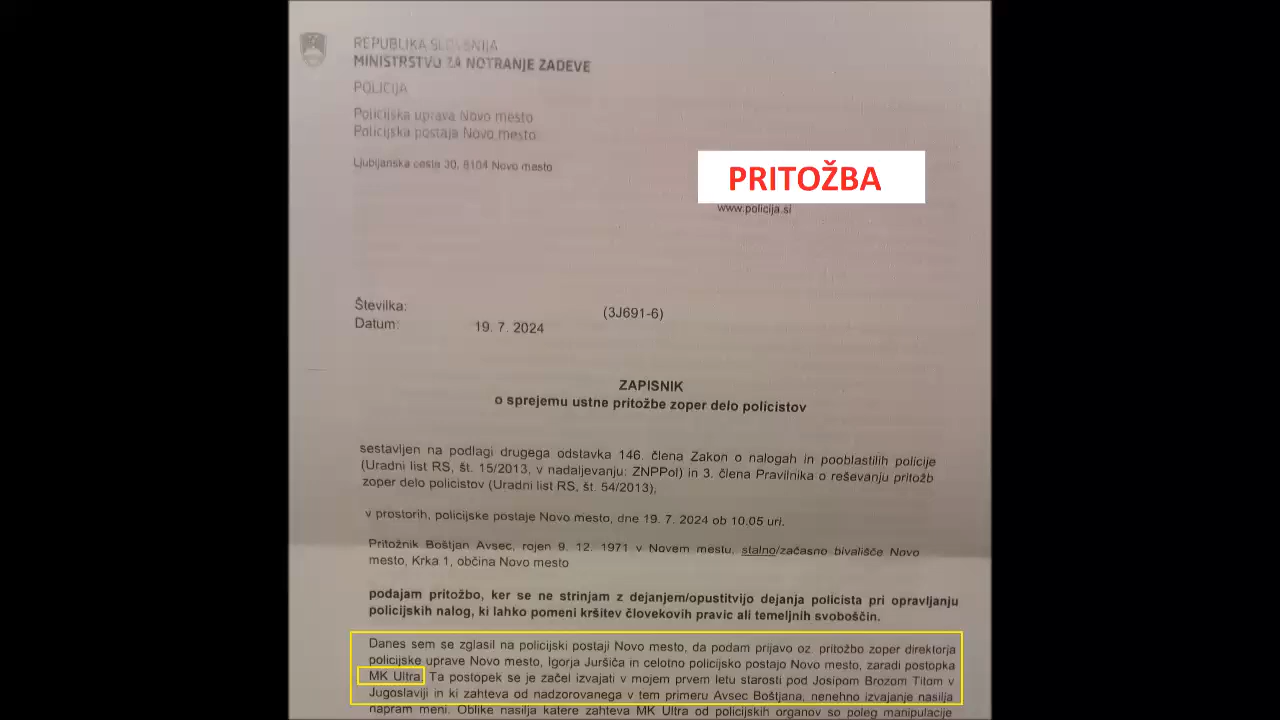 REPUBLIKA SLOVENIJA
MINISTRSTVO ZA NOTRANJE ZADEVE
POLICIJA
Policijska uprava Novo mesto
Policijska postaja Novo mesto
Ljubljanska cesta 30, 8104 Novo mesto
PRITOŽBA
www.policija.si
Številka:
(3J691-6)
Datum:
19. 7. 2024
ZAPISNIK
o sprejemu ustne pritožbe zoper delo policistov
sestavljen na podlagi drugega odstavka 146. člena Zakon o nalogah in pooblastilih policije
(Uradni list RS, št. 15/2013, v nadaljevanju: ZNPPol) in 3. člena Pravilnika o reševanju pritožb
zoper delo policistov (Uradni list RS, št. 54/2013),
v prostorih, policijske postaje Novo mesto, dne 19. 7. 2024 ob 10.05 uri.
Pritožnik Boštjan Avsec, rojen 9. 12. 1971 v Novem mestu, stalno/začasno bivališče Novo
mesto, Krka 1, občina Novo mesto
podajam pritožbo, ker se ne strinjam z dejanjem/opustitvijo dejanja policista pri opravljanju
policijskih nalog, ki lahko pomeni kršitev človekovih pravic ali temeljnih svoboščin.
Danes sem se zglasil na policijski postaji Novo mesto, da podam prijavo oz. pritožbo zoper direktorja
policijske uprave Novo mesto, Igorja Juršiča in celotno policijsko postajo Novo mesto, zaradi postopka
MK Ultra. Ta postopek se je začel izvajati v mojem prvem letu starosti pod Josipom Brozom Titom v
Jugoslaviji in ki zahteva od nadzorovanega v tem primeru Avsec Boštjana, nenehno izvajanje nasilja
napram meni. Oblike nasilja katere zahteva MK Ultra od policijskih organov so poleg manipulacije